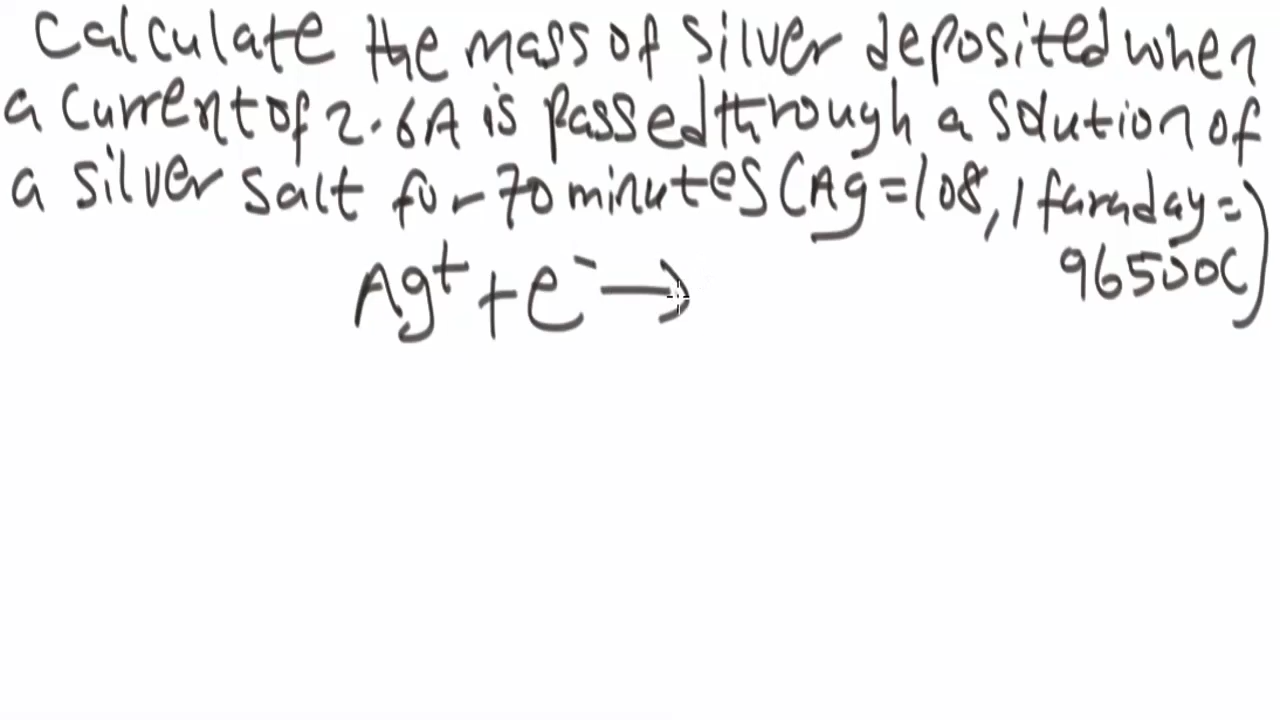 Calculate the mass of silver deposited when
a current of 2.6A is passed through a solution of
a silver salt for 70 minutes (Ag=108, 1 faraday=
96500C)
Ag⁺ + e⁻ →